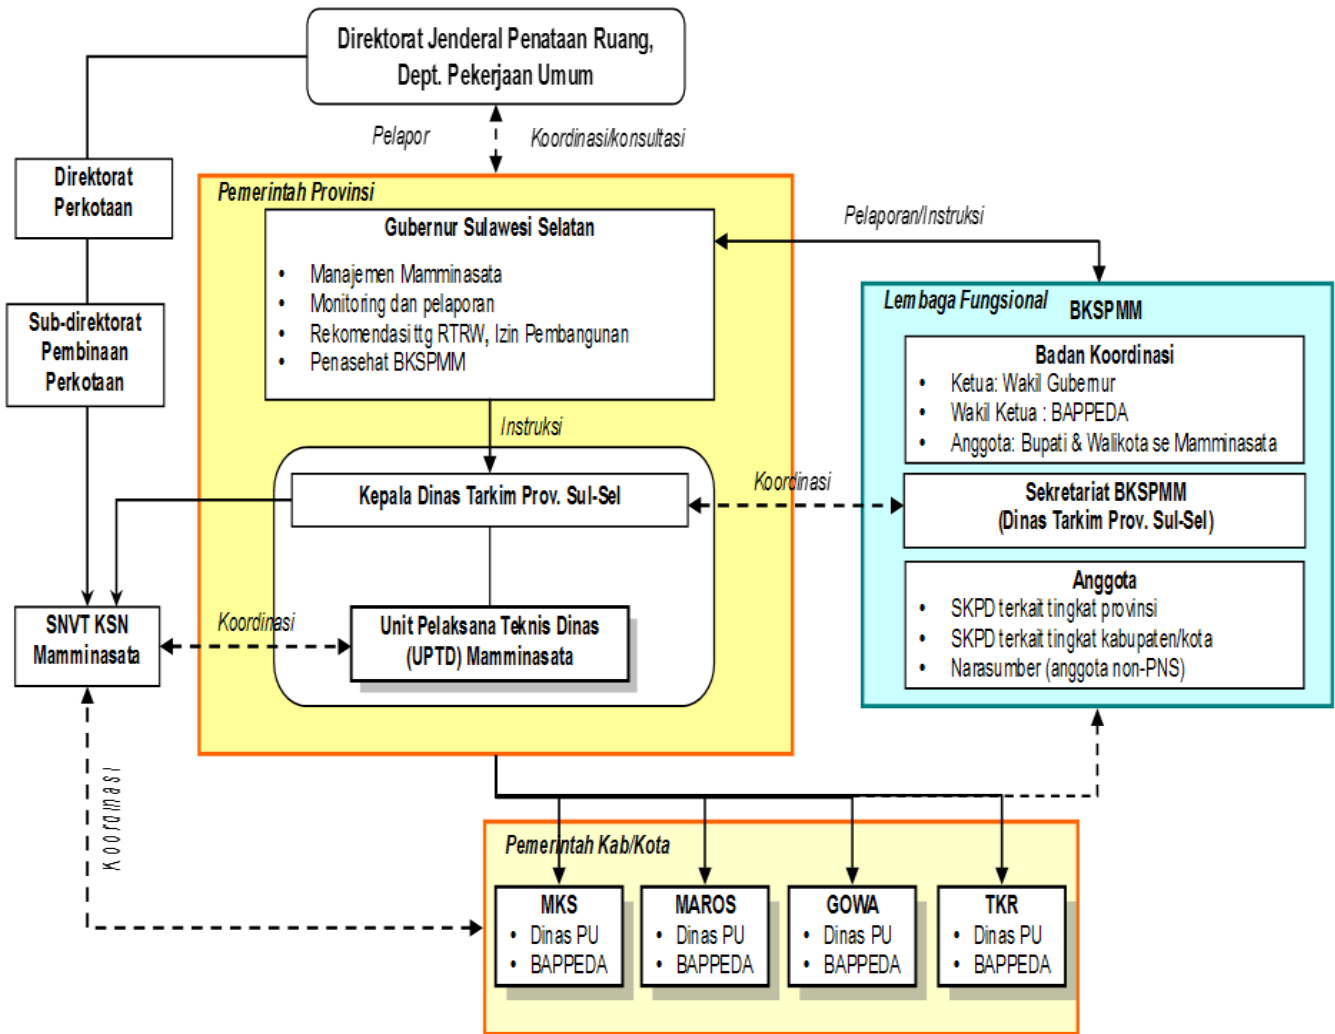 Direktorat Jenderal Penataan Ruang,
Dept. Pekerjaan Umum
Pelapor
Koordinasi/konsultasi
Direktorat
Perkotaan
Sub-direktorat
Pembinaan
Perkotaan
Pemerintah Provinsi
Gubernur Sulawesi Selatan
• Manajemen Mamminasata
• Monitoring dan pelaporan
• Rekomendasi ttg RTRW, Izin Pembangunan
• Penasehat BKSPMM
Instruksi
Kepala Dinas Tarkim Prov. Sul-Sel
Unit Pelaksana Teknis Dinas
(UPTD) Mamminasata
Koordinasi
SNVT KSN
Mamminasata
Koordinasi
Pelaporan/Instruksi
Koordinasi
Lembaga Fungsional
BKSPMM
Badan Koordinasi
• Ketua: Wakil Gubernur
• Wakil Ketua : BAPPEDA
• Anggota: Bupati & Walikota se Mamminasata
Sekretariat BKSPMM
(Dinas Tarkim Prov. Sul-Sel)
Anggota
• SKPD terkait tingkat provinsi
• SKPD terkait tingkat kabupaten/kota
• Narasumber (anggota non-PNS)
Pemerintah Kab/Kota
MKS
• Dinas PU
• BAPPEDA
MAROS
• Dinas PU
• BAPPEDA
GOWA
• Dinas PU
• BAPPEDA
TKR
• Dinas PU
• BAPPEDA